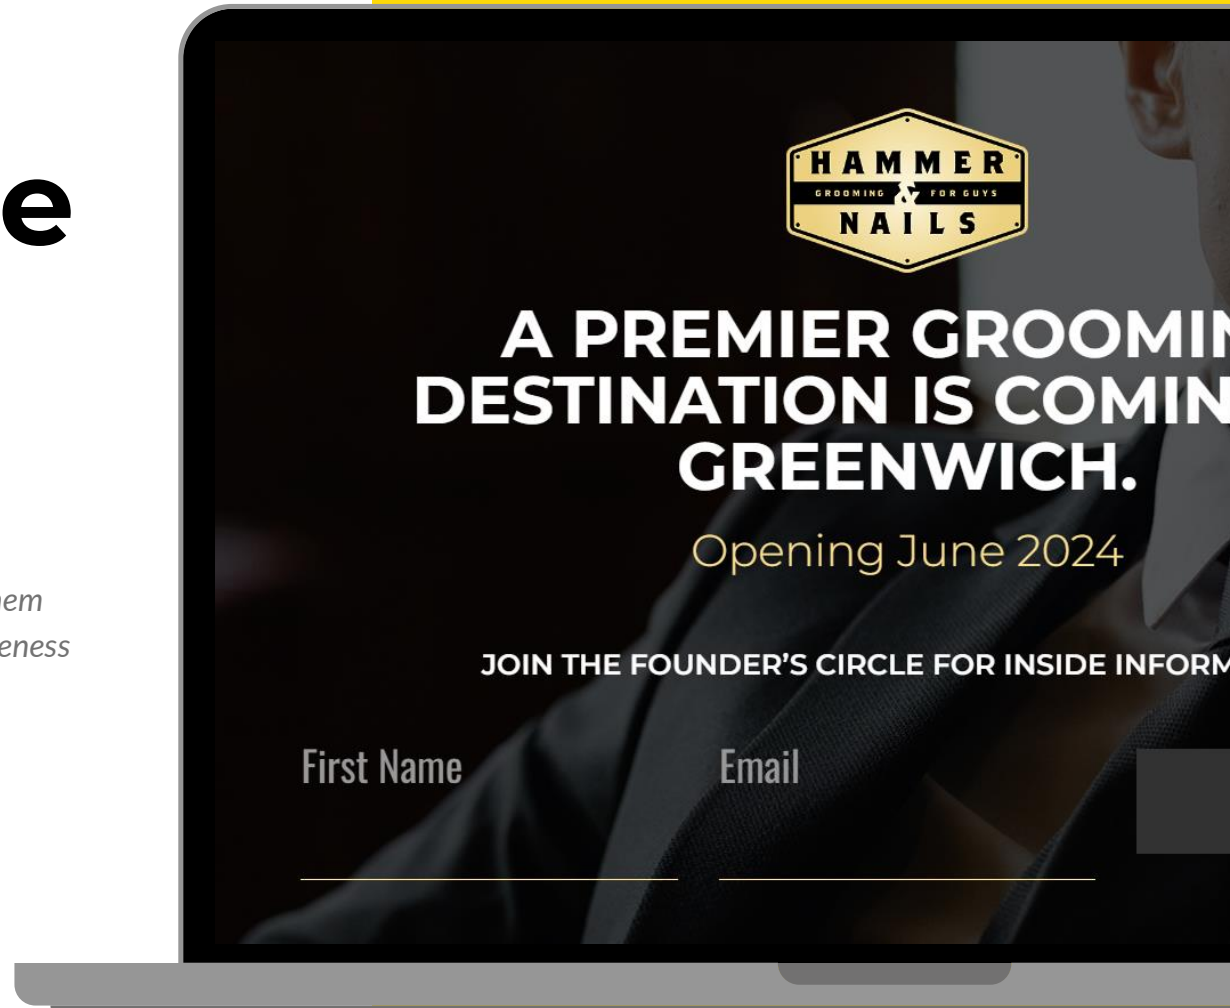 e
hem
eness
HAMMER
GROOMING & FOR GUYS
NAILS
A PREMIER GROOMIN
DESTINATION IS COMIN
GREENWICH.
Opening June 2024
JOIN THE FOUNDER'S CIRCLE FOR INSIDE INFORM
First Name
Email